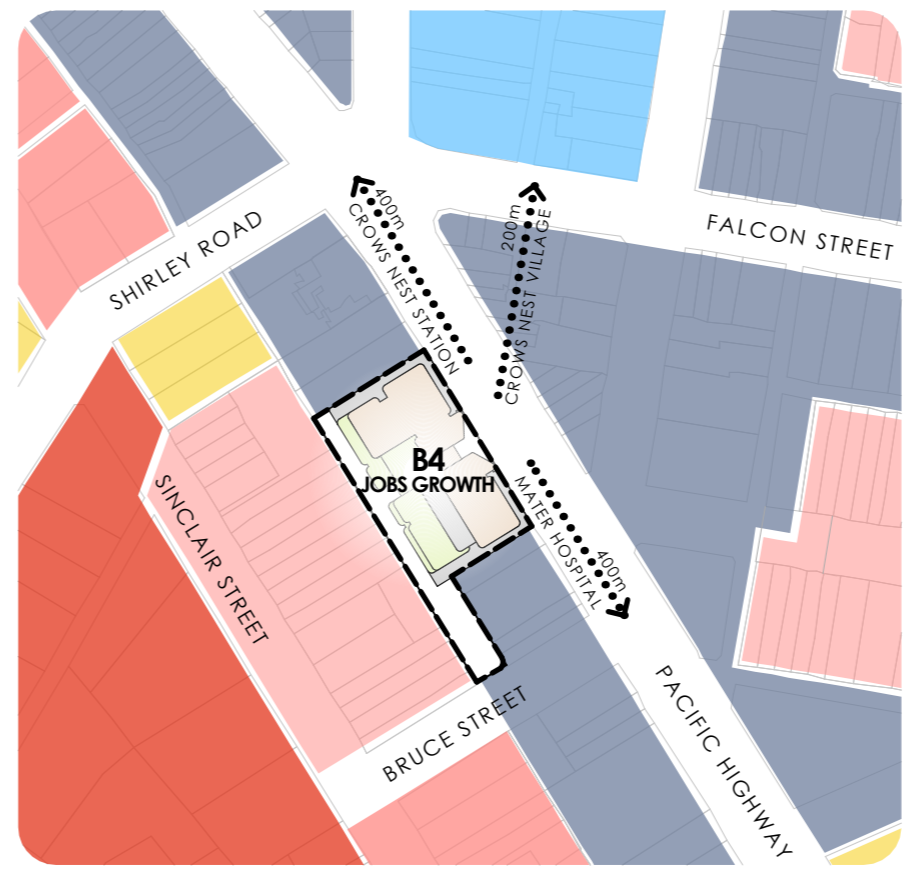 SHIRLEY ROAD
400m
CROWS NEST STATION
200m
CROWS NEST VILLAGE
FALCON STREET
B4
JOBS GROWTH
SINCLAIR STREET
MATER HOSPITAL
400m
BRUCE STREET
PACIFIC HIGHWAY